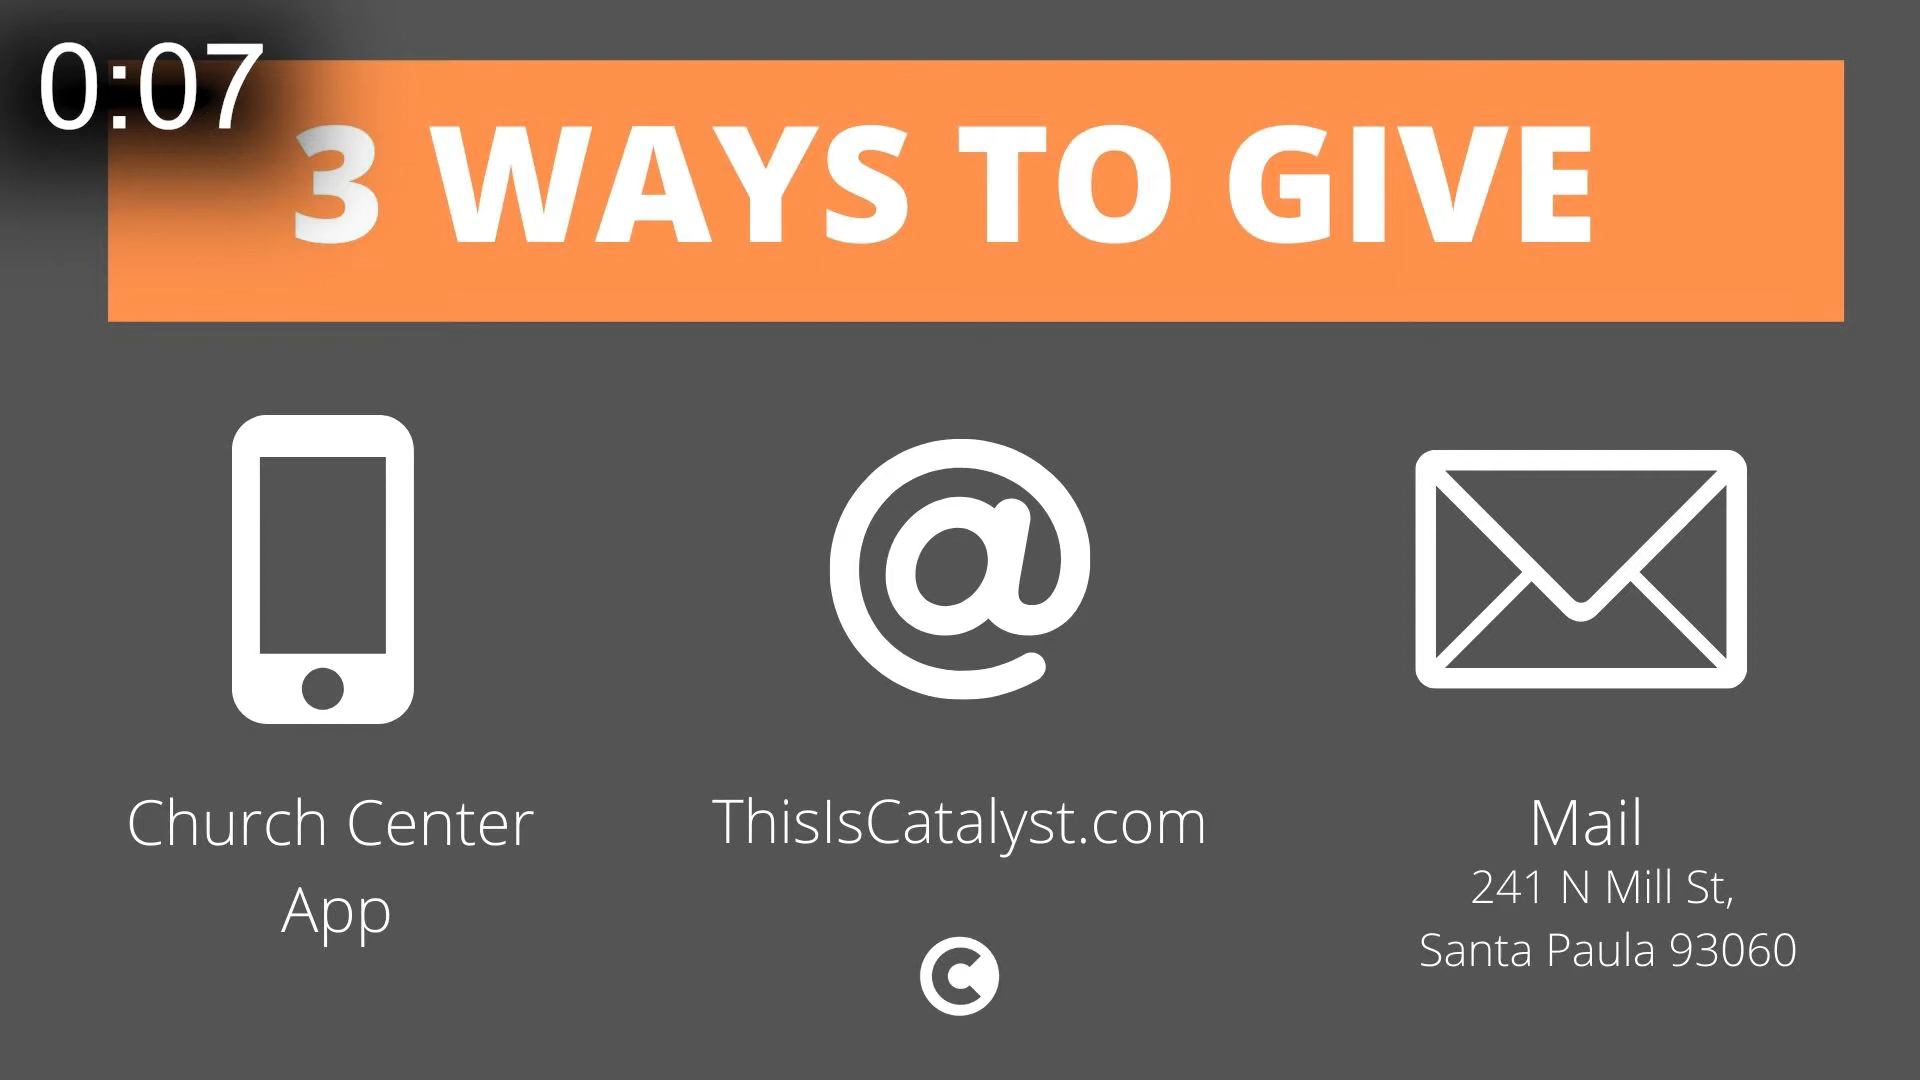 0:07
3 WAYS TO GIVE
Church Center
App
ThisIsCatalyst.com
Mail
241 N Mill St,
Santa Paula 93060
C